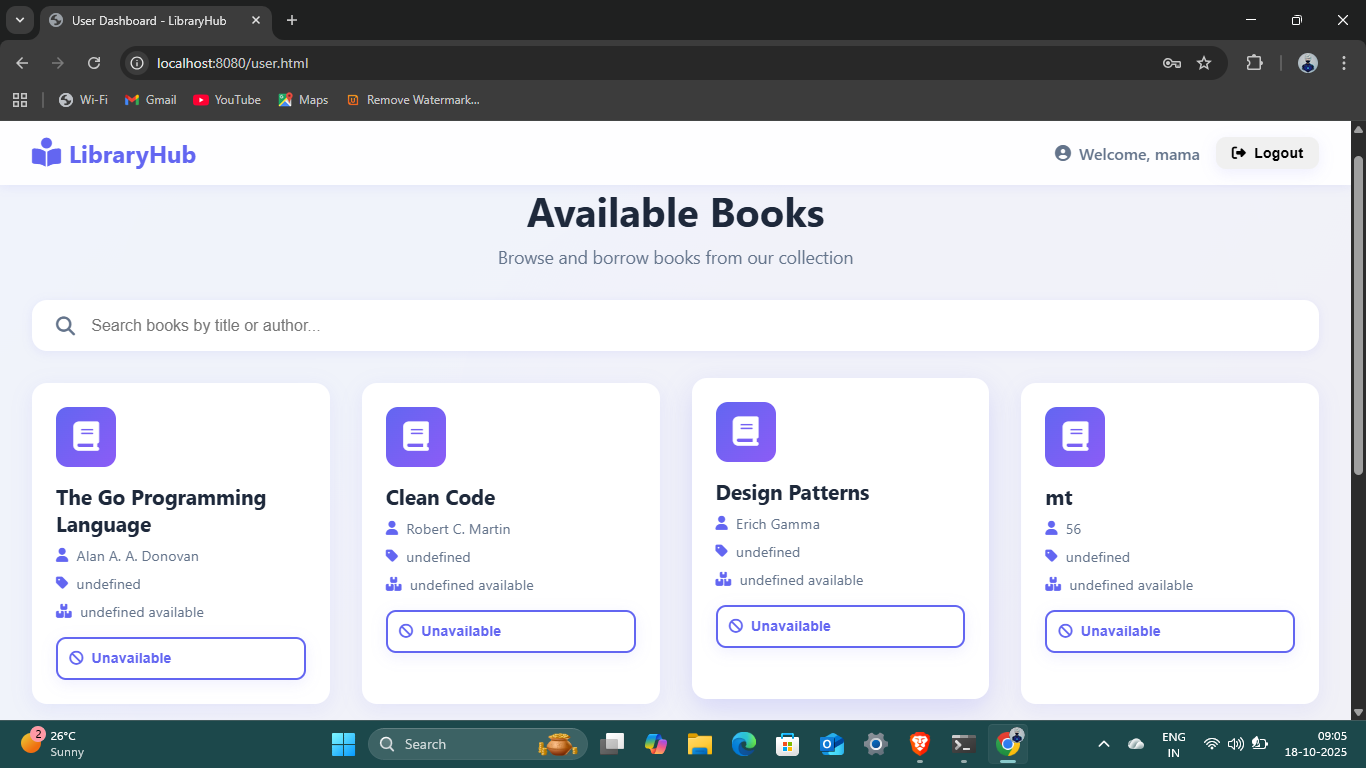 User Dashboard - LibraryHub
localhost:8080/user.html
Wi-Fi
Gmail
YouTube
Maps
Remove Watermark...
LibraryHub
Welcome, mama
Logout
Available Books
Browse and borrow books from our collection
Search books by title or author...
The Go Programming
Language
Alan A. A. Donovan
undefined
undefined available
Unavailable
Clean Code
Robert C. Martin
undefined
undefined available
Unavailable
Design Patterns
Erich Gamma
undefined
undefined available
Unavailable
mt
56
undefined
undefined available
Unavailable
2
26°C
Sunny
Search
ENG
IN
09:05
18-10-2025